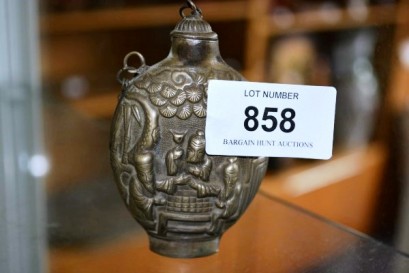 LOT NUMBER
858
BARGAIN HUNT AUCTIONS